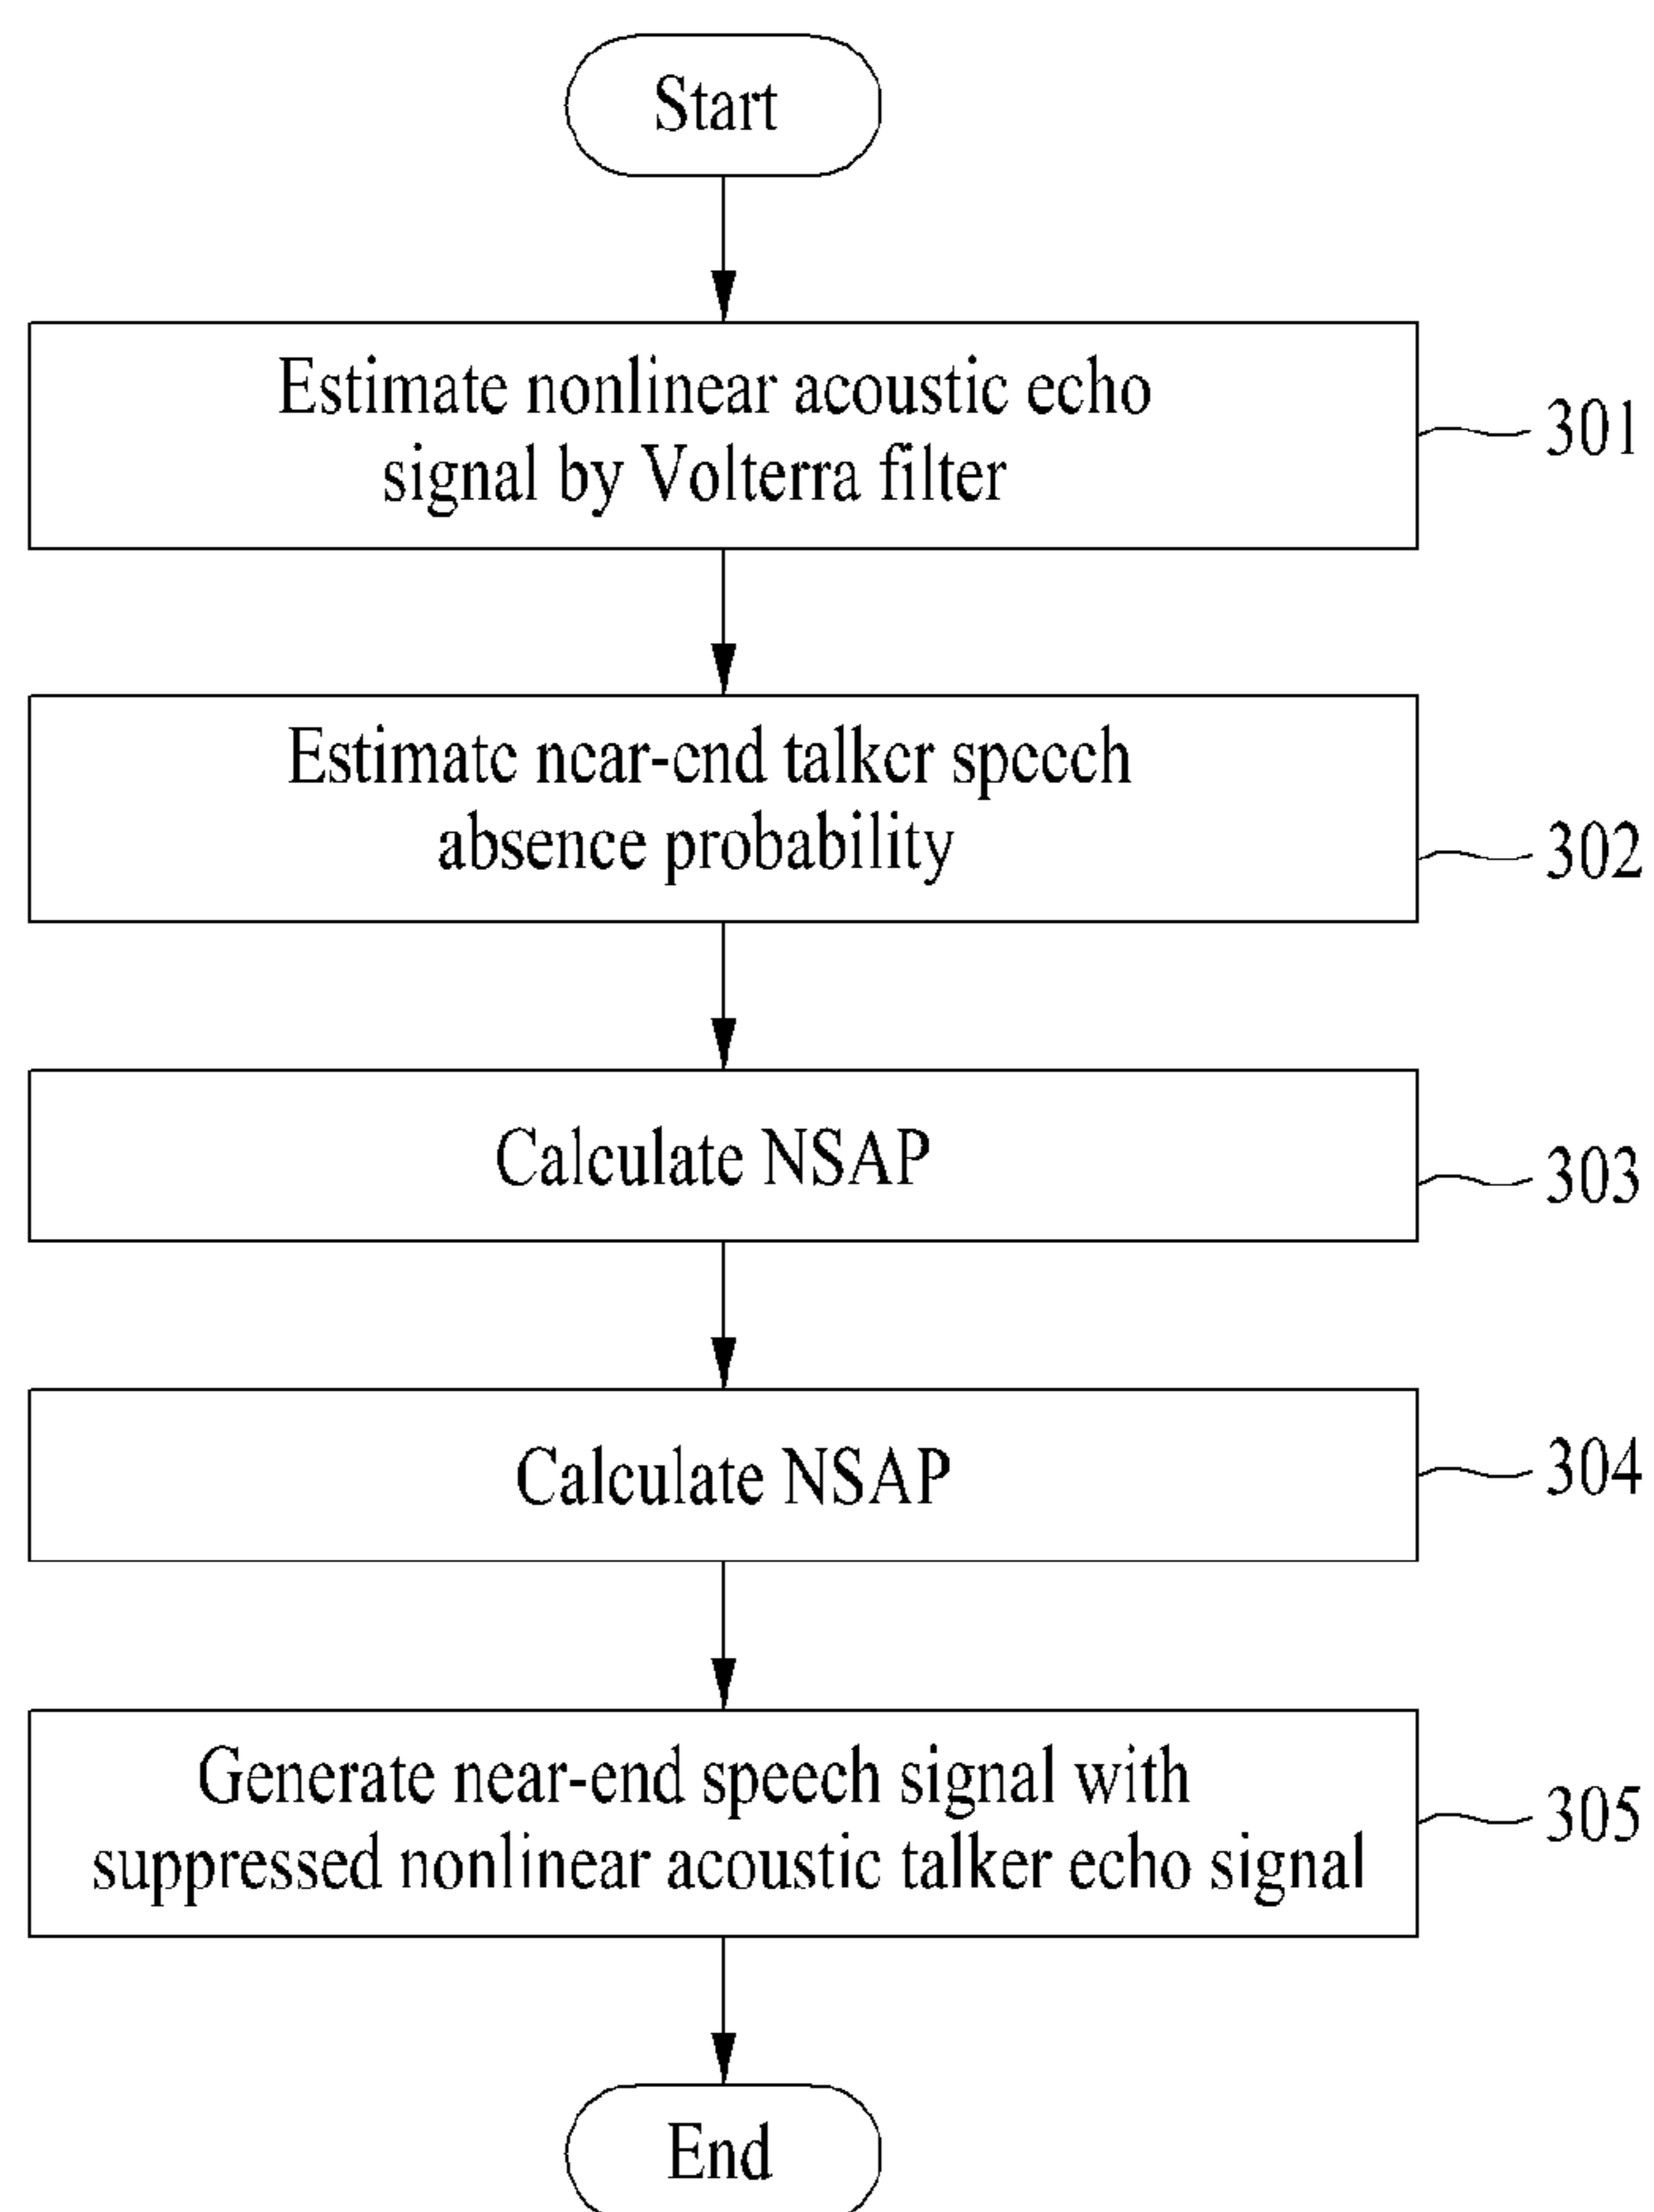 Start
Estimate nonlinear acoustic echo
signal by Volterra filter
301
Estimate near-end talker speech
absence probability
302
Calculate NSAP
303
Calculate NSAP
304
Generate near-end speech signal with
suppressed nonlinear acoustic talker echo signal
305
End